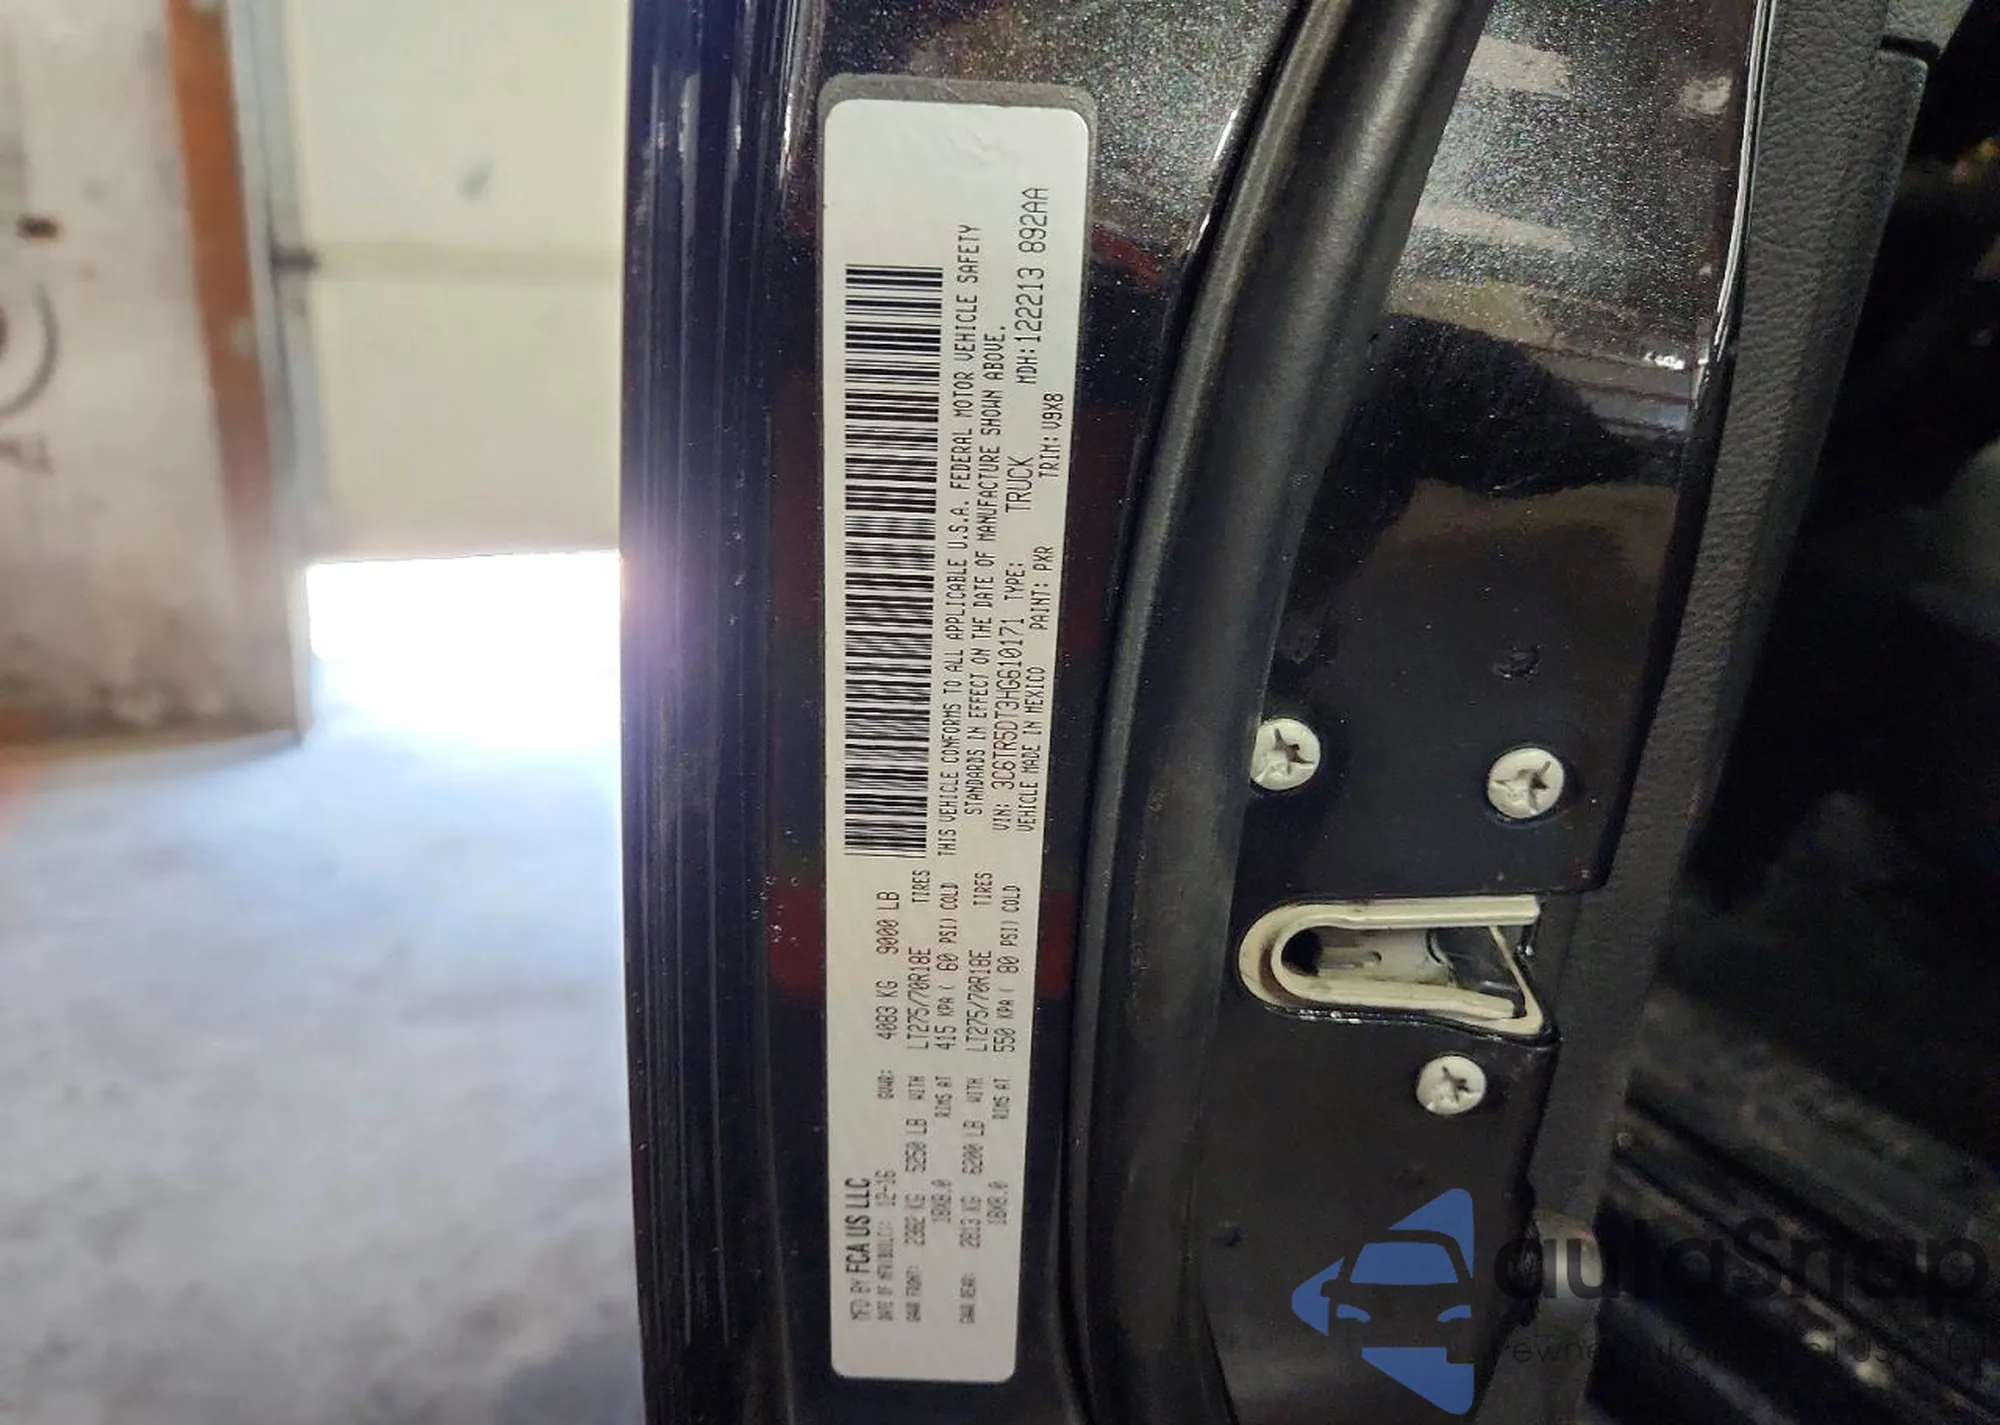 MFD BY FCA US LLC
DATE OF MFR(BUILC): 12-16 GVWR: 4083 KG 9000 LB
GAWR FRONT: 2382 KG 5250 LB WITH LT275/70R18E TIRES
18X8.0 RIMS AT 415 KPA ( 60 PSI) COLD
GAWR REAR: 2813 KG 6200 LB WITH LT275/70R18E TIRES
18X8.0 RIMS AT 550 KPA ( 80 PSI) COLD
THIS VEHICLE CONFORMS TO ALL APPLICABLE U.S.A. FEDERAL MOTOR VEHICLE SAFETY
STANDARDS IN EFFECT ON THE DATE OF MANUFACTURE SHOWN ABOVE.
VIN: 3C6TR5DT3HG610171 TYPE: TRUCK MDH: 122213 892AA
VEHICLE MADE IN MEXICO PAINT: PXR TRIM: V9X8
autaSnap